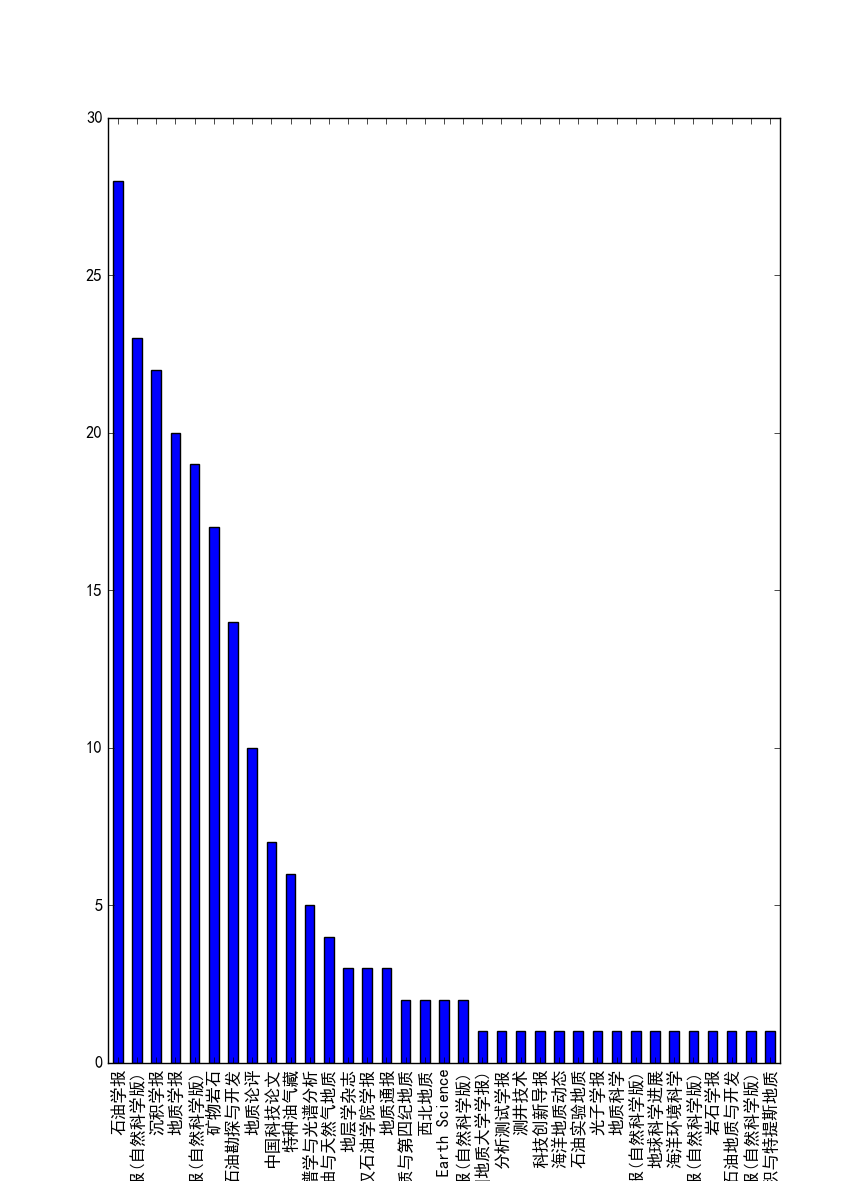 30
25
20
15
10
5
0
石油学报
报(自然科学版)
沉积学报
地质学报
报(自然科学版)
矿物岩石
石油勘探与开发
地质论评
中国科技论文
特种油气藏
谱学与光谱分析
油与天然气地质
地层学杂志
汉石油学院学报
地质通报
质与第四纪地质
西北地质
Earth Science
报(自然科学版)
地质大学学报)
分析测试学报
测井技术
科技创新导报
海洋地质动态
石油实验地质
光子学报
地质科学
报(自然科学版)
地球科学进展
海洋环境科学
报(自然科学版)
岩石学报
石油地质与开发
报(自然科学版)
积与特提斯地质